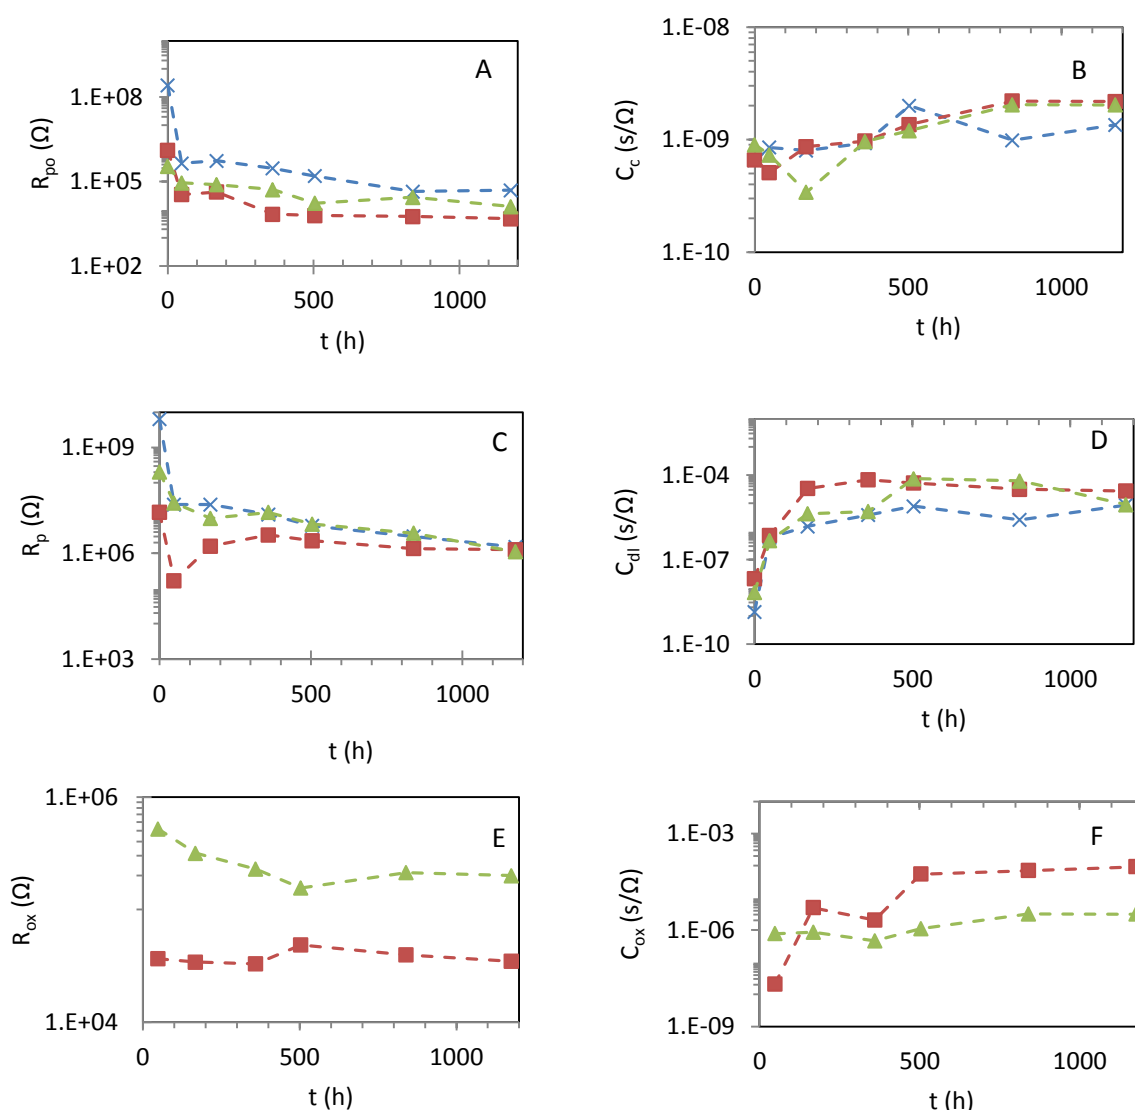 A
R_po (Ω)
1.E+08
1.E+05
1.E+02
0 500 1000
t (h)
B
C_c (s/Ω)
1.E-08
1.E-09
1.E-10
0 500 1000
t (h)
C
R_p (Ω)
1.E+09
1.E+06
1.E+03
0 500 1000
t (h)
D
C_dl (s/Ω)
1.E-04
1.E-07
1.E-10
0 500 1000
t (h)
E
R_ox (Ω)
1.E+06
1.E+04
0 500 1000
t (h)
F
C_ox (s/Ω)
1.E-03
1.E-06
1.E-09
0 500 1000
t (h)